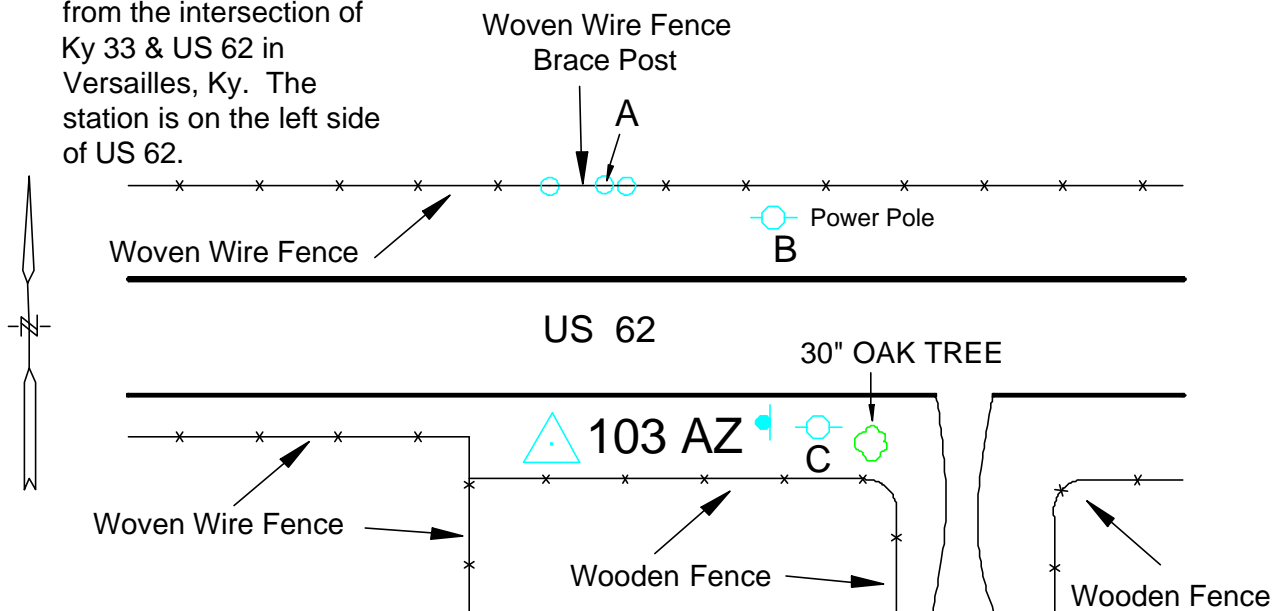 from the intersection of
Ky 33 & US 62 in
Versailles, Ky.  The
station is on the left side
of US 62.
Woven Wire Fence
Brace Post
A
Power Pole
B
Woven Wire Fence
N
US 62
30" OAK TREE
103 AZ
C
Woven Wire Fence
Wooden Fence
Wooden Fence